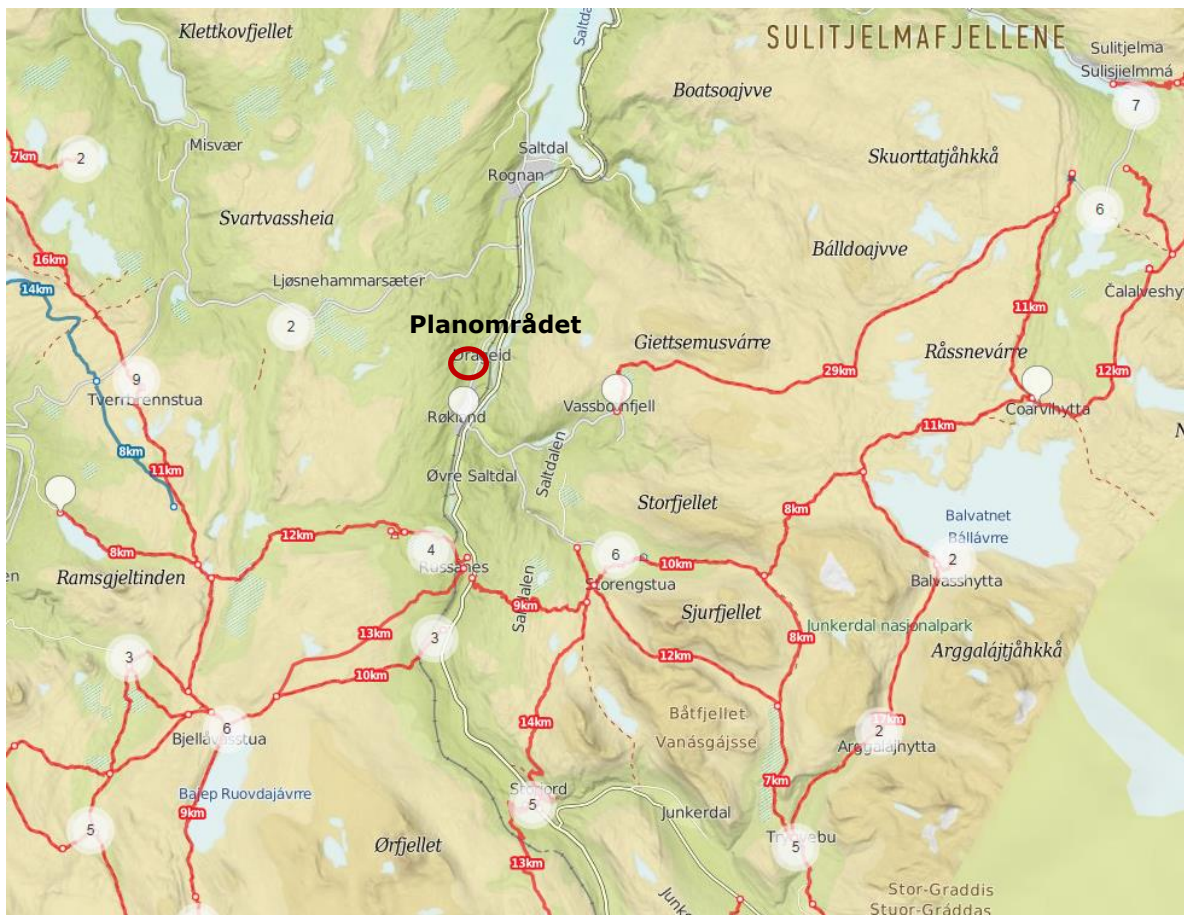 Klettkovfjellet
SULITJELMAFJELLENE
Sulitjelma
Sulisjielmmá
Boatsoajvve
7
Misvær
Saltdal
7km
2
Skuorttatjåhkkå
Rognan
Svartvassheia
6
Bálldoajvve
16km
14km
Ljøsnehammarsæter
Čalalveshy
11km
2
Planområdet
Giettsemusvárre
Råssnevárre
Drageid
29km
12km
9
Tverrbrennstua
Vassbotnfjell
Coarvihytta
Røkland
11km
8km
Saltdalen
11km
Øvre Saltdal
Storfjellet
8km
Balvatnet
12km
Bállávrre
8km
4
6
2
10km
Russånes
Ramsgjeltinden
Storengstua
Balvasshytta
9km
Saltdalen
Sjurfjellet
Junkerdal nasjonalpark
13km
3
8km
Arggalájtjåhkkå
3
12km
10km
Båtfjellet
14km
17km
6
Bjellåvasstua
Vanásgájsse
2
Arggalajhytta
7km
Storjord
Bajep Ruovdajávrre
5
9km
Junkerdal
5
Trygvebu
Ørfjellet
5
13km
Stor-Graddis
Stuor-Gráddas